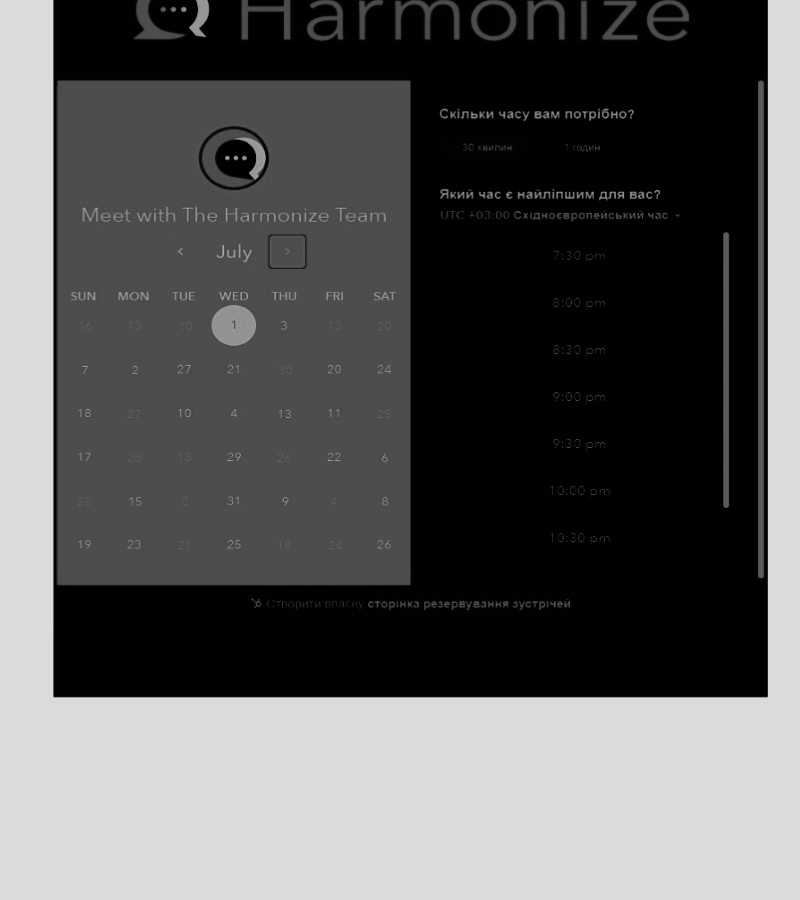 Harmonize
Meet with The Harmonize Team
July
SUN MON TUE WED THU FRI SAT
16 13 10 1 3 13 20
7 2 27 21 30 20 24
18 27 10 4 13 11 25
17 28 13 29 26 22 6
28 15 2 31 9 4 8
19 23 21 25 18 24 26
Скільки часу вам потрібно?
30 хвилин 1 годин
Який час є найліпшим для вас?
UTC +03:00 Східноєвропейський час
7:30 pm
8:00 pm
8:30 pm
9:00 pm
9:30 pm
10:00 pm
10:30 pm
Створити власну сторінка резервування зустрічей